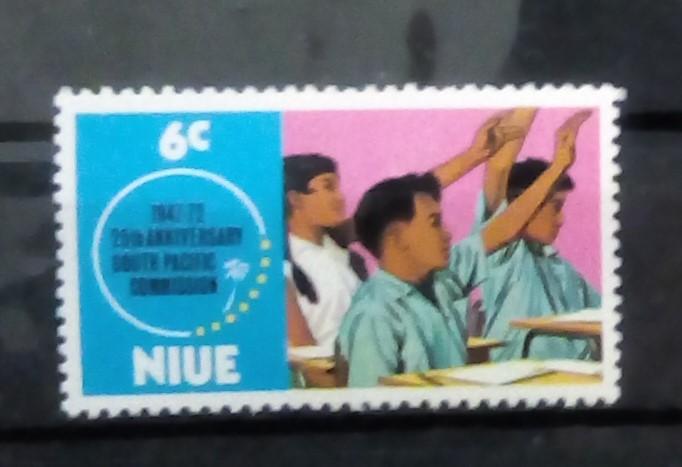 6c
1947-72
25th ANNIVERSARY
SOUTH PACIFIC
COMMISSION
NIUE